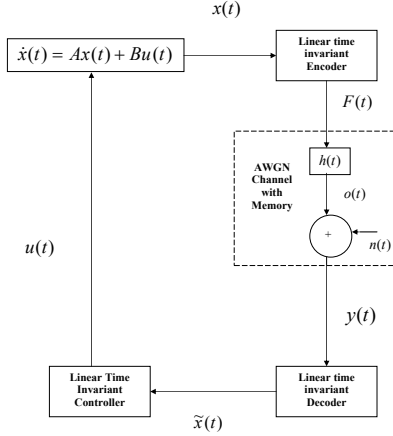 x(t)
ẋ(t) = Ax(t) + Bu(t)
Linear time
invariant
Encoder
F(t)
AWGN
Channel
with
Memory
h(t)
o(t)
+
n(t)
u(t)
y(t)
Linear Time
Invariant
Controller
Linear time
invariant
Decoder
x̃(t)